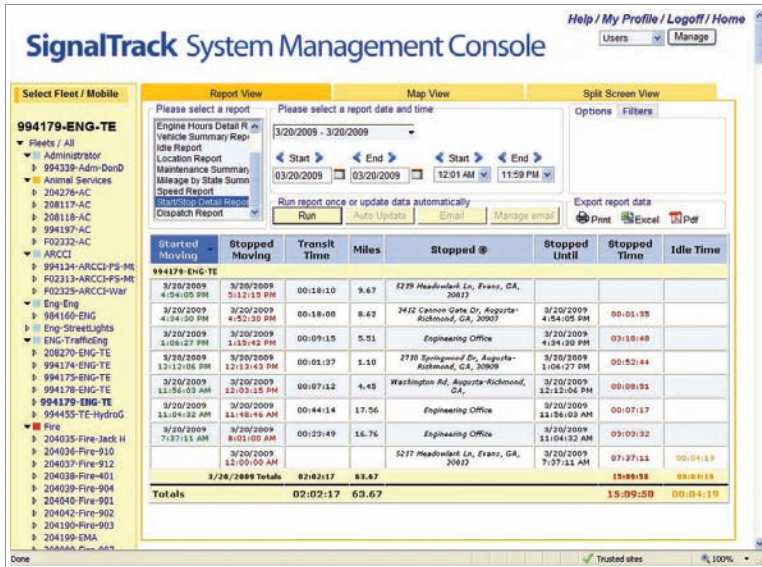 Help / My Profile / Logoff / Home
SignalTrack System Management Console
Users Manage
Select Fleet / Mobile
Report View Map View Split Screen View
994179-ENG-TE
Fleets / All
Administrator
994339-Adm-DonD
Animal Services
204276-AC
208117-AC
208118-AC
994197-AC
F02332-AC
ARCCI
994134-ARCCI-PS-Mt
F02313-ARCCI-PS-Mt
F02325-ARCCI-War
Eng-Eng
984160-ENG
Eng-StreetLights
ENG-TrafficEng
208270-ENG-TE
994174-ENG-TE
994175-ENG-TE
994178-ENG-TE
994179-ENG-TE
994455-TE-HydroG
Fire
204035-Fire-Jack H
204036-Fire-910
204037-Fire-912
204038-Fire-401
204039-Fire-904
204040-Fire-901
204042-Fire-902
204190-Fire-903
204199-EMA
Please select a report
Engine Hours Detail R
Vehicle Summary Repo
Idle Report
Location Report
Maintenance Summary
Mileage by State Summ
Speed Report
Start/Stop Detail Repor
Dispatch Report
Please select a report date and time
3/20/2009 - 3/20/2009
Start End Start End
03/20/2009 03/20/2009 12:01 AM 11:59 PM
Options Filters
Run report once or update data automatically
Run Auto Update Email Manage email
Export report data
Print Excel Pdf
Started Moving Stopped Moving Transit Time Miles Stopped @ Stopped Until Stopped Time Idle Time
994179-ENG-TE
3/20/2009 3/20/2009
4:54:05 PM 5:12:15 PM 00:18:10 9.67 Meadowlark Ln, Evans, GA,
3/20/2009 3/20/2009 3412 Cannon Gate Dr, Augusta- 3/20/2009
4:34:30 PM 4:52:30 PM 00:18:00 8.62 Richmond, GA, 30907 4:54:05 PM 00:01:35
3/20/2009 3/20/2009 3/20/2009
1:06:27 PM 1:15:42 PM 00:09:15 5.51 Engineering Office 4:34:30 PM 03:18:48
3/20/2009 3/20/2009 Springwood Dr, Augusta- 3/20/2009
12:12:06 PM 12:13:43 PM 00:01:37 1.10 Richmond, GA, 30909 1:06:27 PM 00:52:44
3/20/2009 3/20/2009 Washington Rd, Augusta-Richmond, 3/20/2009
11:56:03 AM 12:03:15 PM 00:07:12 4.45 GA, 12:12:06 PM 00:08:51
3/20/2009 3/20/2009 3/20/2009
11:04:32 AM 11:48:46 AM 00:44:14 17.56 Engineering Office 11:56:03 AM 00:07:17
3/20/2009 3/20/2009 3/20/2009
7:37:11 AM 8:01:00 AM 00:23:49 16.76 Engineering Office 11:04:32 AM 03:03:32
3/20/2009 Meadowlark Ln, Evans, GA, 3/20/2009
12:00:00 AM 7:37:11 AM 07:37:11 00:04:19
3/20/2009 Totals 02:02:17 63.67 15:09:58 00:04:19
Totals 02:02:17 63.67 15:09:58 00:04:19
Done Trusted sites 100%